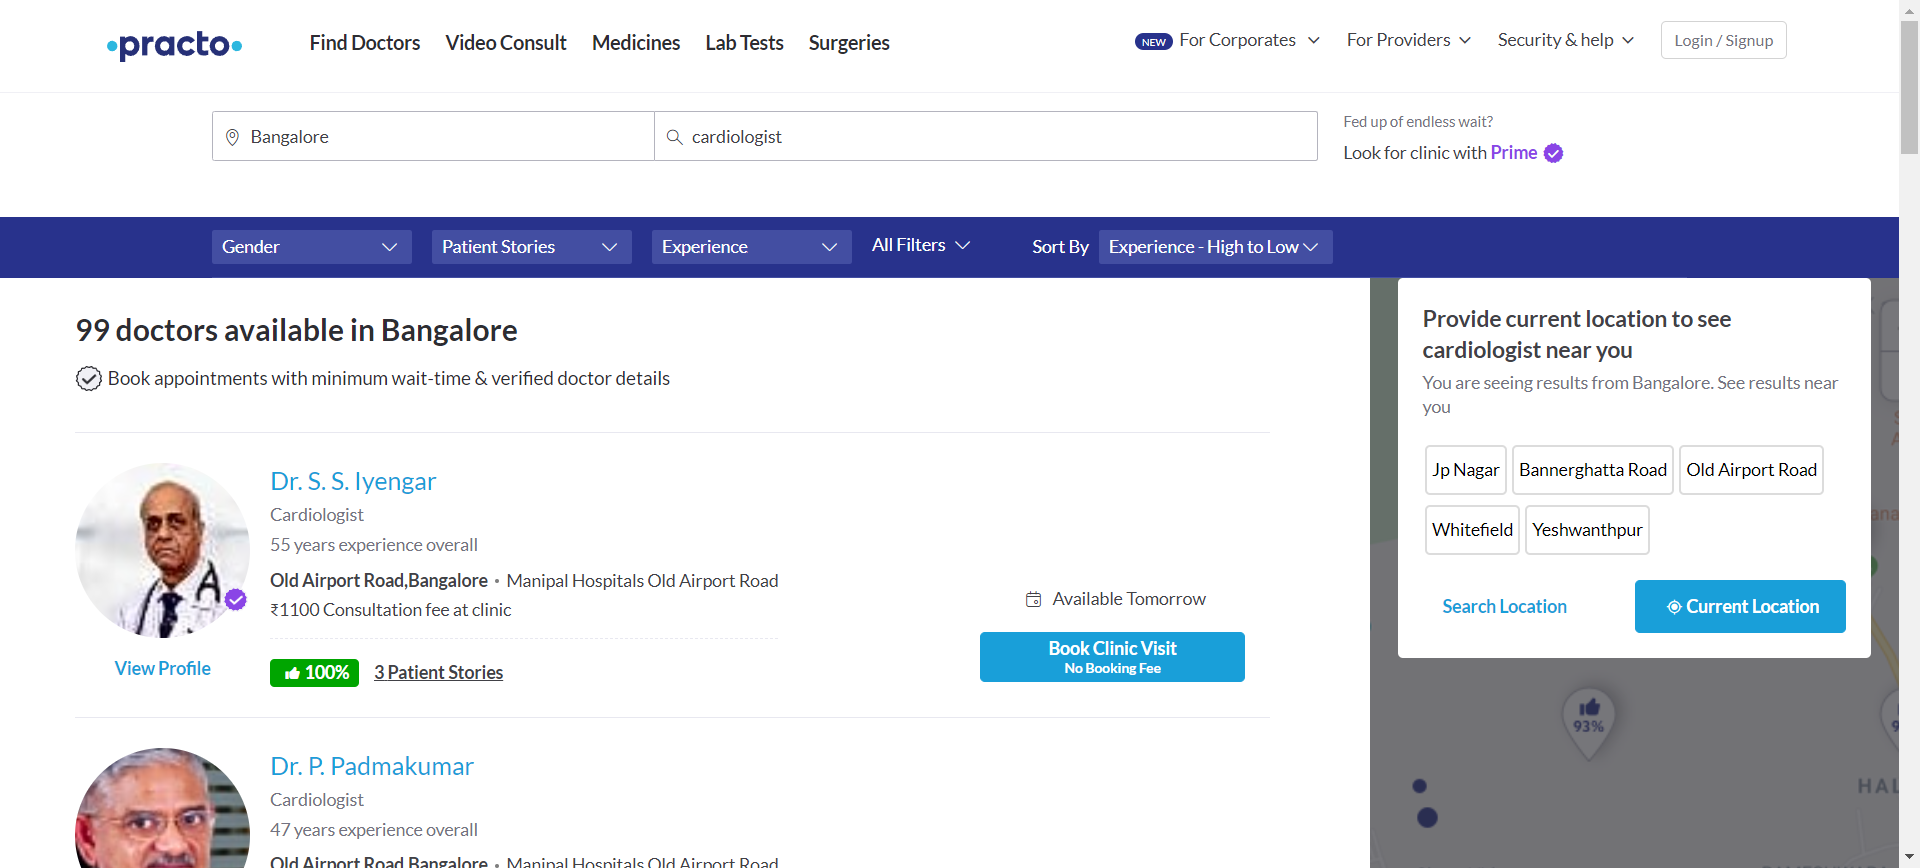 practo
Find Doctors
Video Consult
Medicines
Lab Tests
Surgeries
NEW For Corporates
For Providers
Security & help
Login / Signup
Bangalore
cardiologist
Fed up of endless wait?
Look for clinic with Prime
Gender
Patient Stories
Experience
All Filters
Sort By
Experience - High to Low
99 doctors available in Bangalore
Book appointments with minimum wait-time & verified doctor details
Dr. S. S. Iyengar
Cardiologist
55 years experience overall
Old Airport Road,Bangalore • Manipal Hospitals Old Airport Road
₹1100 Consultation fee at clinic
View Profile
100%
3 Patient Stories
Available Tomorrow
Book Clinic Visit
No Booking Fee
Dr. P. Padmakumar
Cardiologist
47 years experience overall
Old Airport Road,Bangalore • Manipal Hospitals Old Airport Road
Provide current location to see
cardiologist near you
You are seeing results from Bangalore. See results near
you
Jp Nagar
Bannerghatta Road
Old Airport Road
Whitefield
Yeshwanthpur
Search Location
Current Location
93%
HAL